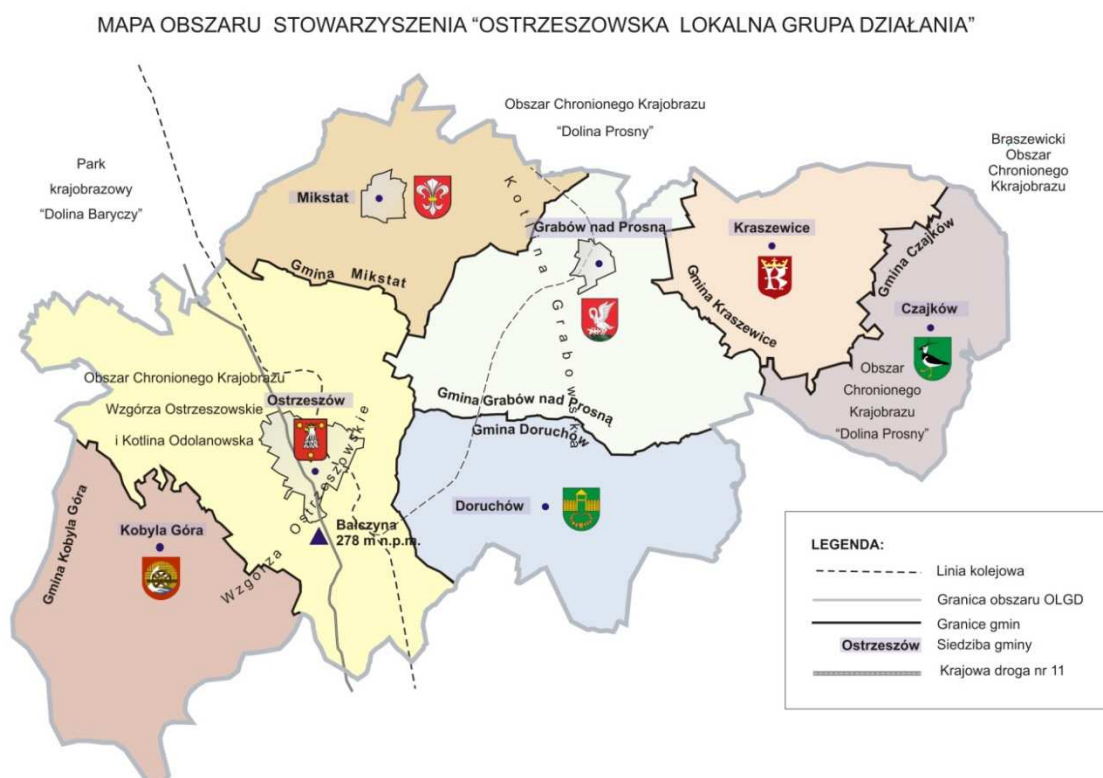 MAPA OBSZARU STOWARZYSZENIA “OSTRZESZOWSKA LOKALNA GRUPA DZIAŁANIA”
Obszar Chronionego Krajobrazu
“Dolina Prosny”
Park
krajobrazowy
“Dolina Baryczy”
Brąszewicki
Obszar
Chronionego
Kkrajobrazu
Mikstat
Gmina Mikstat
Kotlina Grabowska
Grabów nad Prosną
Gmina Grabów nad Prosną
Kraszewice
Gmina Kraszewice
Gmina Czajków
Czajków
Obszar
Chronionego
Krajobrazu
“Dolina Prosny”
Obszar Chronionego Krajobrazu
Wzgórza Ostrzeszowskie
i Kotlina Odolanowska
Ostrzeszów
Wzgórza Ostrzeszowskie
Bałczyna
278 m n.p.m.
Gmina Doruchów
Doruchów
Gmina Kobyla Góra
Kobyla Góra
LEGENDA:
Linia kolejowa
Granica obszaru OLGD
Granice gmin
Ostrzeszów Siedziba gminy
Krajowa droga nr 11